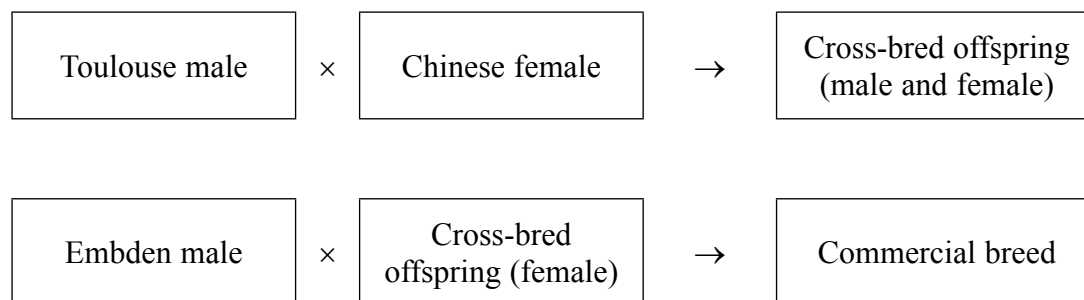 Toulouse male × Chinese female → Cross-bred offspring
(male and female)
Embden male × Cross-bred
offspring (female) → Commercial breed